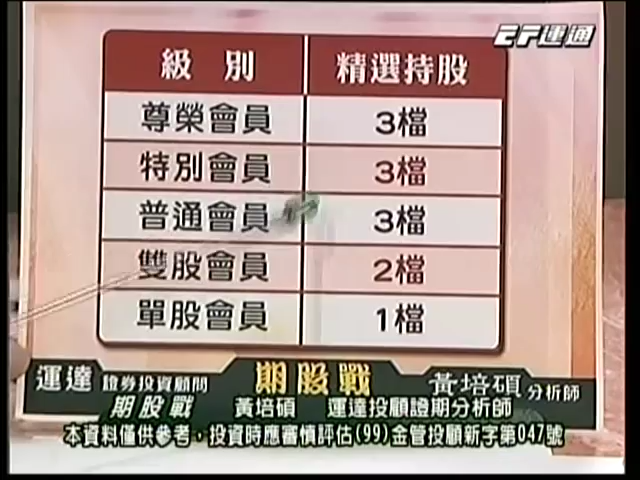 EF運通
級 別 精選持股
尊榮會員 3檔
特別會員 3檔
普通會員 3檔
雙股會員 2檔
單股會員 1檔
運達 證券投資顧問 期股戰 黃培碩 分析師
期股戰 黃培碩 運達投顧證期分析師
本資料僅供參考，投資時應審慎評估(99)金管投顧新字第047號